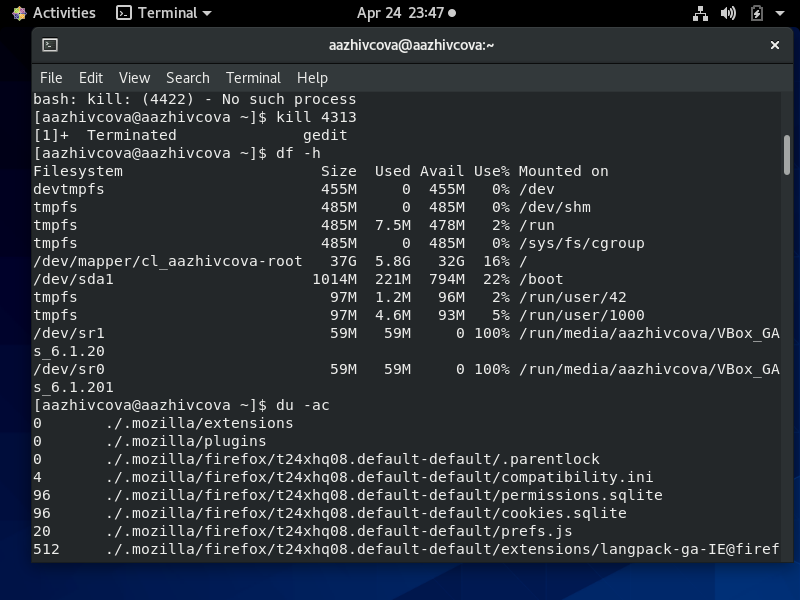 Activities Terminal Apr 24 23:47
aazhivcova@aazhivcova:~
File Edit View Search Terminal Help
bash: kill: (4422) - No such process
[aazhivcova@aazhivcova ~]$ kill 4313
[1]+  Terminated              gedit
[aazhivcova@aazhivcova ~]$ df -h
Filesystem                      Size  Used Avail Use% Mounted on
devtmpfs                        455M     0  455M   0% /dev
tmpfs                           485M     0  485M   0% /dev/shm
tmpfs                           485M  7.5M  478M   2% /run
tmpfs                           485M     0  485M   0% /sys/fs/cgroup
/dev/mapper/cl_aazhivcova-root   37G  5.8G   32G  16% /
/dev/sda1                      1014M  221M  794M  22% /boot
tmpfs                            97M  1.2M   96M   2% /run/user/42
tmpfs                            97M  4.6M   93M   5% /run/user/1000
/dev/sr1                         59M   59M     0 100% /run/media/aazhivcova/VBox_GA
s_6.1.20
/dev/sr0                         59M   59M     0 100% /run/media/aazhivcova/VBox_GA
s_6.1.201
[aazhivcova@aazhivcova ~]$ du -ac
0       ./.mozilla/extensions
0       ./.mozilla/plugins
0       ./.mozilla/firefox/t24xhq08.default-default/.parentlock
4       ./.mozilla/firefox/t24xhq08.default-default/compatibility.ini
96      ./.mozilla/firefox/t24xhq08.default-default/permissions.sqlite
96      ./.mozilla/firefox/t24xhq08.default-default/cookies.sqlite
20      ./.mozilla/firefox/t24xhq08.default-default/prefs.js
512     ./.mozilla/firefox/t24xhq08.default-default/extensions/langpack-ga-IE@firef